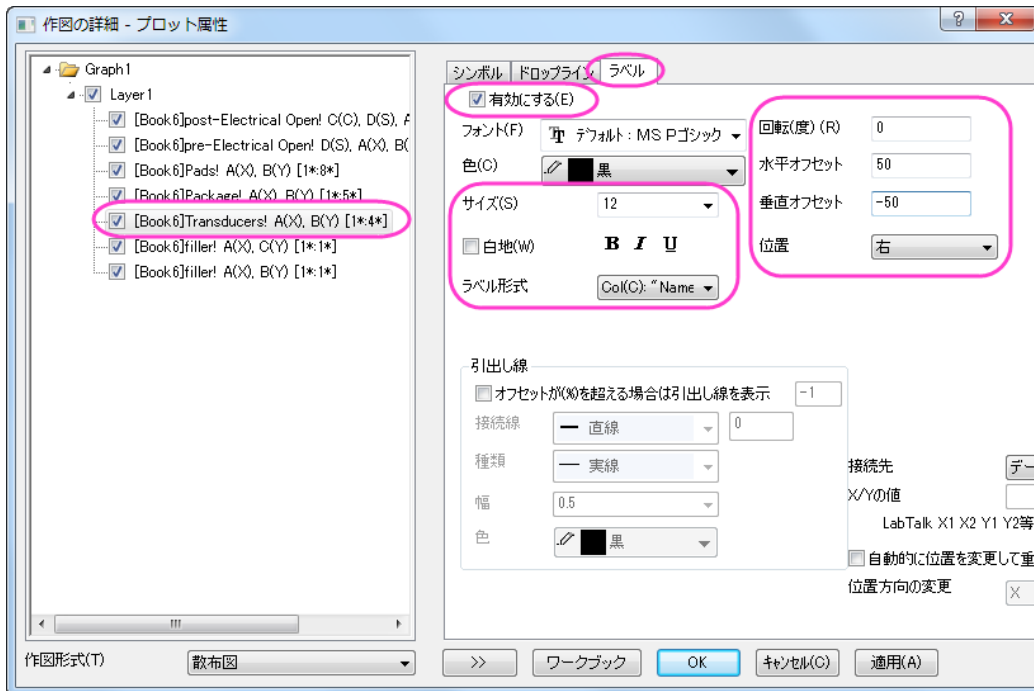 作図の詳細 - プロット属性
Graph1
Layer1
[Book6]post-Electrical Open! C(C), D(S), A
[Book6]pre-Electrical Open! D(S), A(X), B(
[Book6]Pads! A(X), B(Y) [1*:8*]
[Book6]Package! A(X), B(Y) [1*:5*]
[Book6]Transducers! A(X), B(Y) [1*:4*]
[Book6]filler! A(X), C(Y) [1*:1*]
[Book6]filler! A(X), B(Y) [1*:1*]
作図形式(T) 散布図
シンボル ドロップライン ラベル
有効にする(E)
フォント(F) デフォルト : MS Pゴシック
色(C) 黒
サイズ(S) 12
白地(W) B I U
ラベル形式 Col(C): "Name
回転(度) (R) 0
水平オフセット 50
垂直オフセット -50
位置 右
引出し線
オフセットが(%)を超える場合は引出し線を表示 -1
接続線 直線 0
種類 実線
幅 0.5
色 黒
接続先 デー
X/Yの値
LabTalk X1 X2 Y1 Y2等
自動的に位置を変更して重
位置方向の変更 X
>> ワークブック OK キャンセル(C) 適用(A)